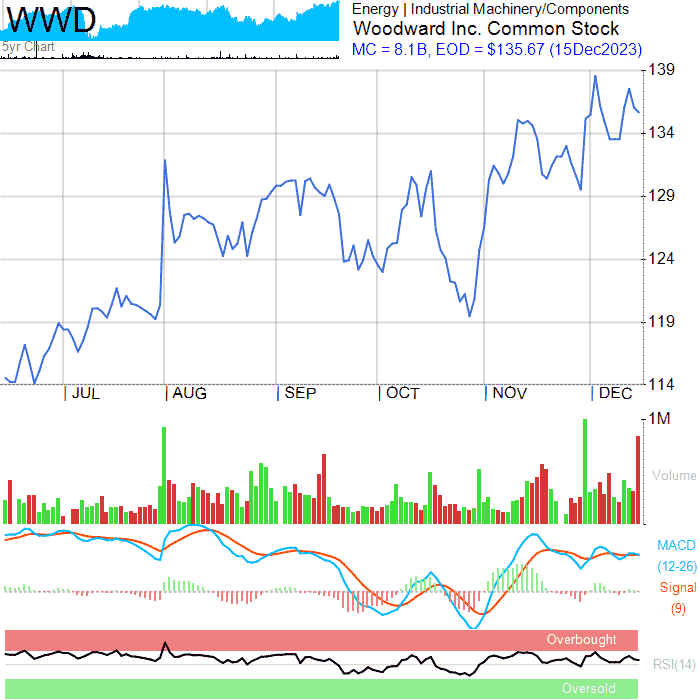 WWD
5yr Chart
Energy | Industrial Machinery/Components
Woodward Inc. Common Stock
MC = 8.1B, EOD = $135.67 (15Dec2023)
139
134
129
124
119
114
JUL AUG SEP OCT NOV DEC
1M
Volume
MACD
(12-26)
Signal
(9)
Overbought
RSI(14)
Oversold